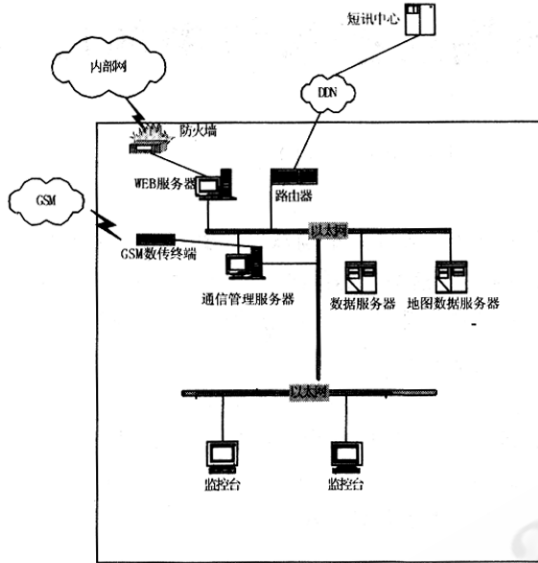 短讯中心
内部网
DDN
防火墙
WEB服务器
路由器
GSM
以太网
GSM数传终端
通信管理服务器
数据服务器
地图数据服务器
以太网
监控台
监控台